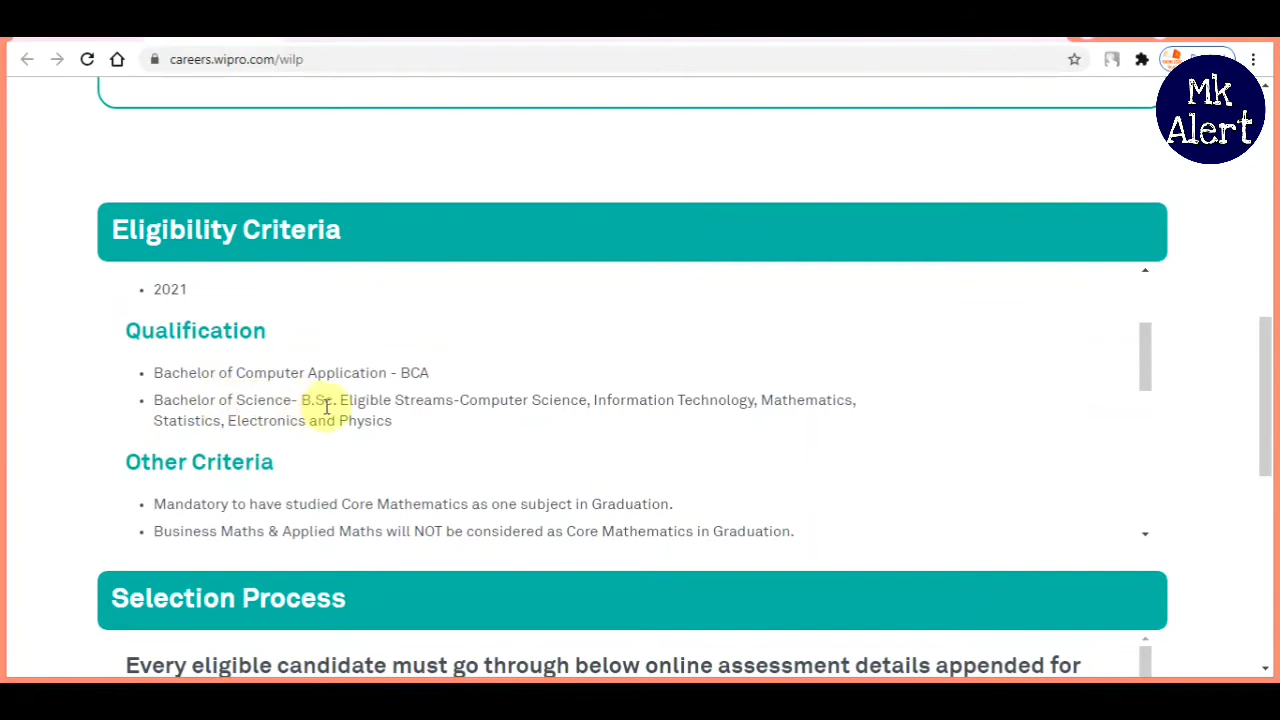 careers.wipro.com/wilp
Mk
Alert
Eligibility Criteria
• 2021
Qualification
• Bachelor of Computer Application - BCA
• Bachelor of Science- B.Sc. Eligible Streams-Computer Science, Information Technology, Mathematics,
Statistics, Electronics and Physics
Other Criteria
• Mandatory to have studied Core Mathematics as one subject in Graduation.
• Business Maths & Applied Maths will NOT be considered as Core Mathematics in Graduation.
Selection Process
Every eligible candidate must go through below online assessment details appended for